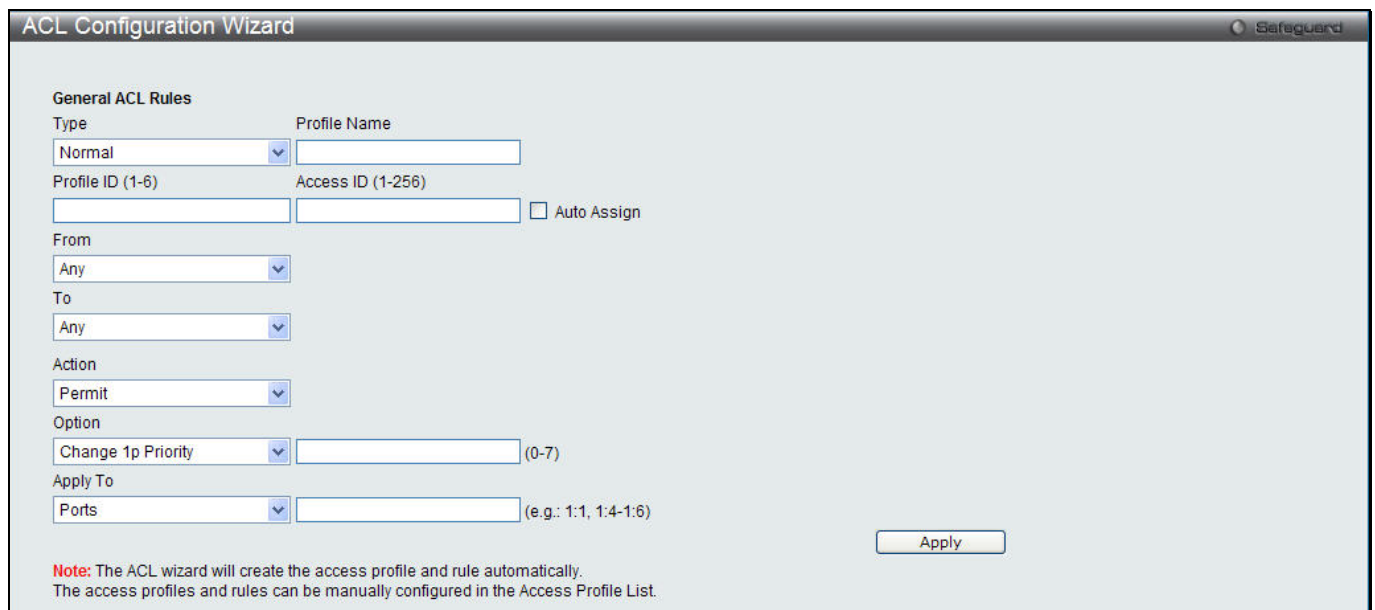 ACL Configuration Wizard
Safeguard
General ACL Rules
Type Profile Name
Normal
Profile ID (1-6) Access ID (1-256)
Auto Assign
From
Any
To
Any
Action
Permit
Option
Change 1p Priority (0-7)
Apply To
Ports (e.g.: 1:1, 1:4-1:6)
Apply
Note: The ACL wizard will create the access profile and rule automatically.
The access profiles and rules can be manually configured in the Access Profile List.